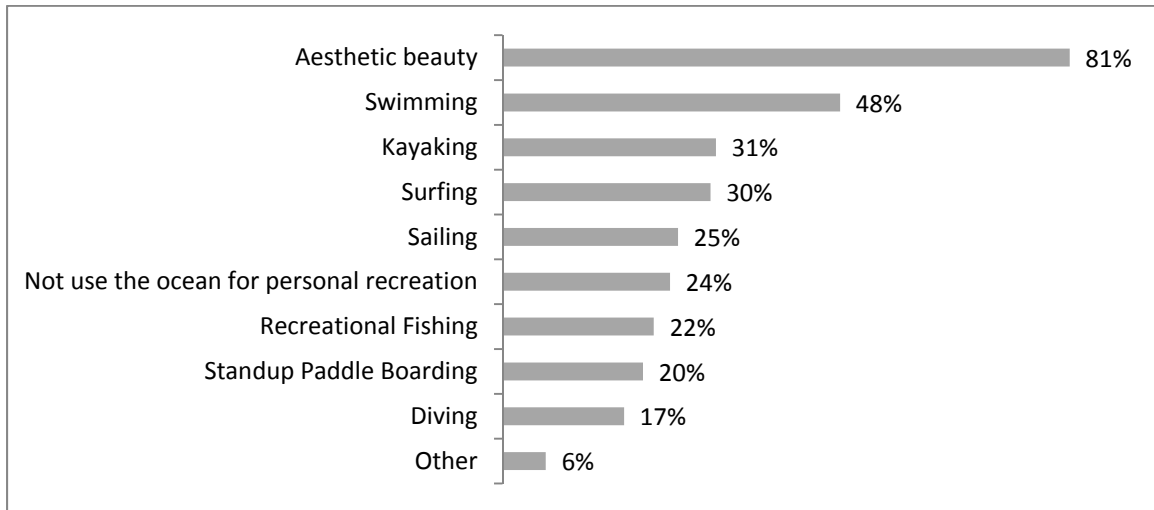 Aesthetic beauty 81%
Swimming 48%
Kayaking 31%
Surfing 30%
Sailing 25%
Not use the ocean for personal recreation 24%
Recreational Fishing 22%
Standup Paddle Boarding 20%
Diving 17%
Other 6%